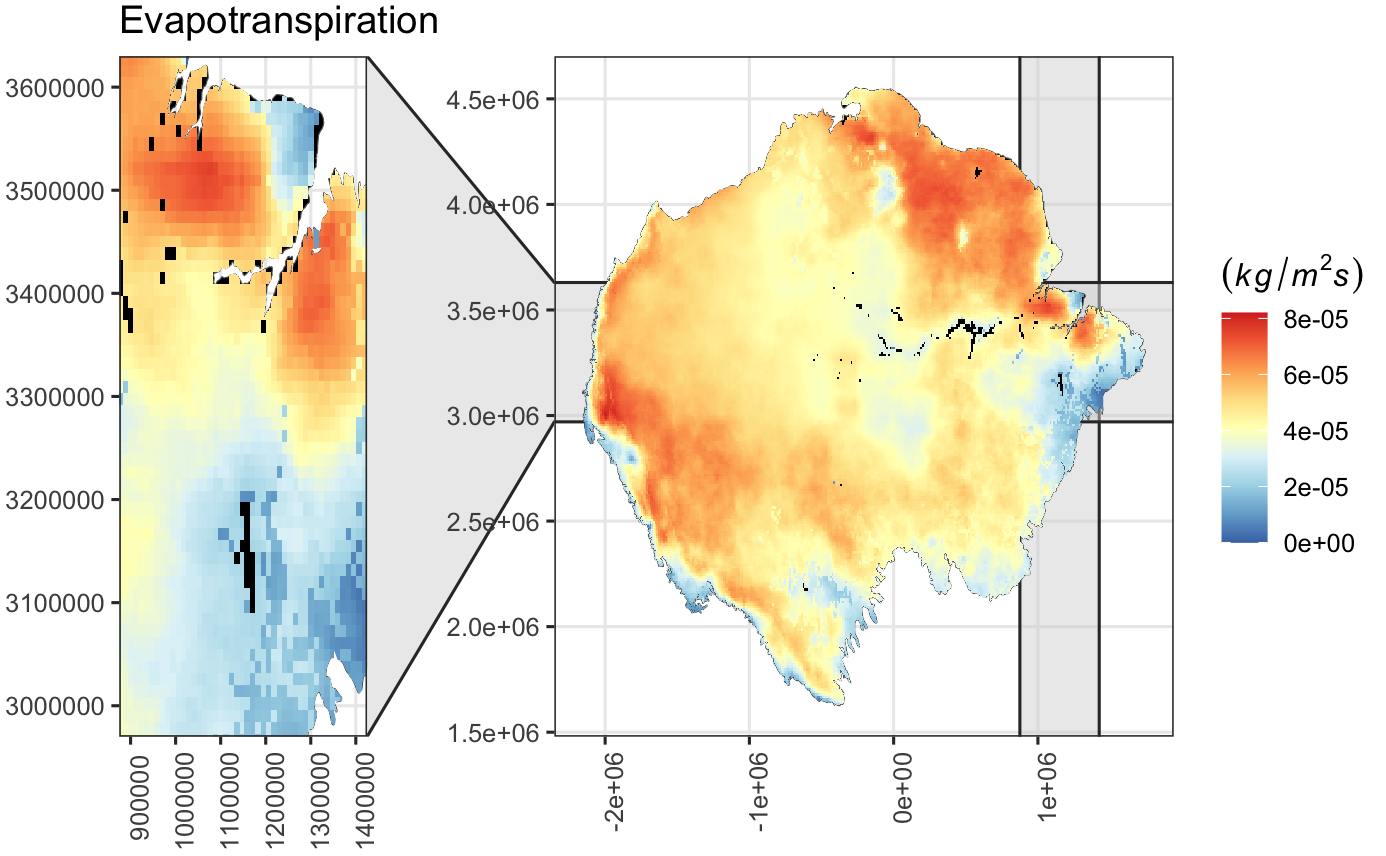 Evapotranspiration
3600000
3500000
3400000
3300000
3200000
3100000
3000000
900000
1000000
1100000
1200000
1300000
1400000
4.5e+06
4.0e+06
3.5e+06
3.0e+06
2.5e+06
2.0e+06
1.5e+06
-2e+06
-1e+06
0e+00
1e+06
(kg/m²s)
8e-05
6e-05
4e-05
2e-05
0e+00